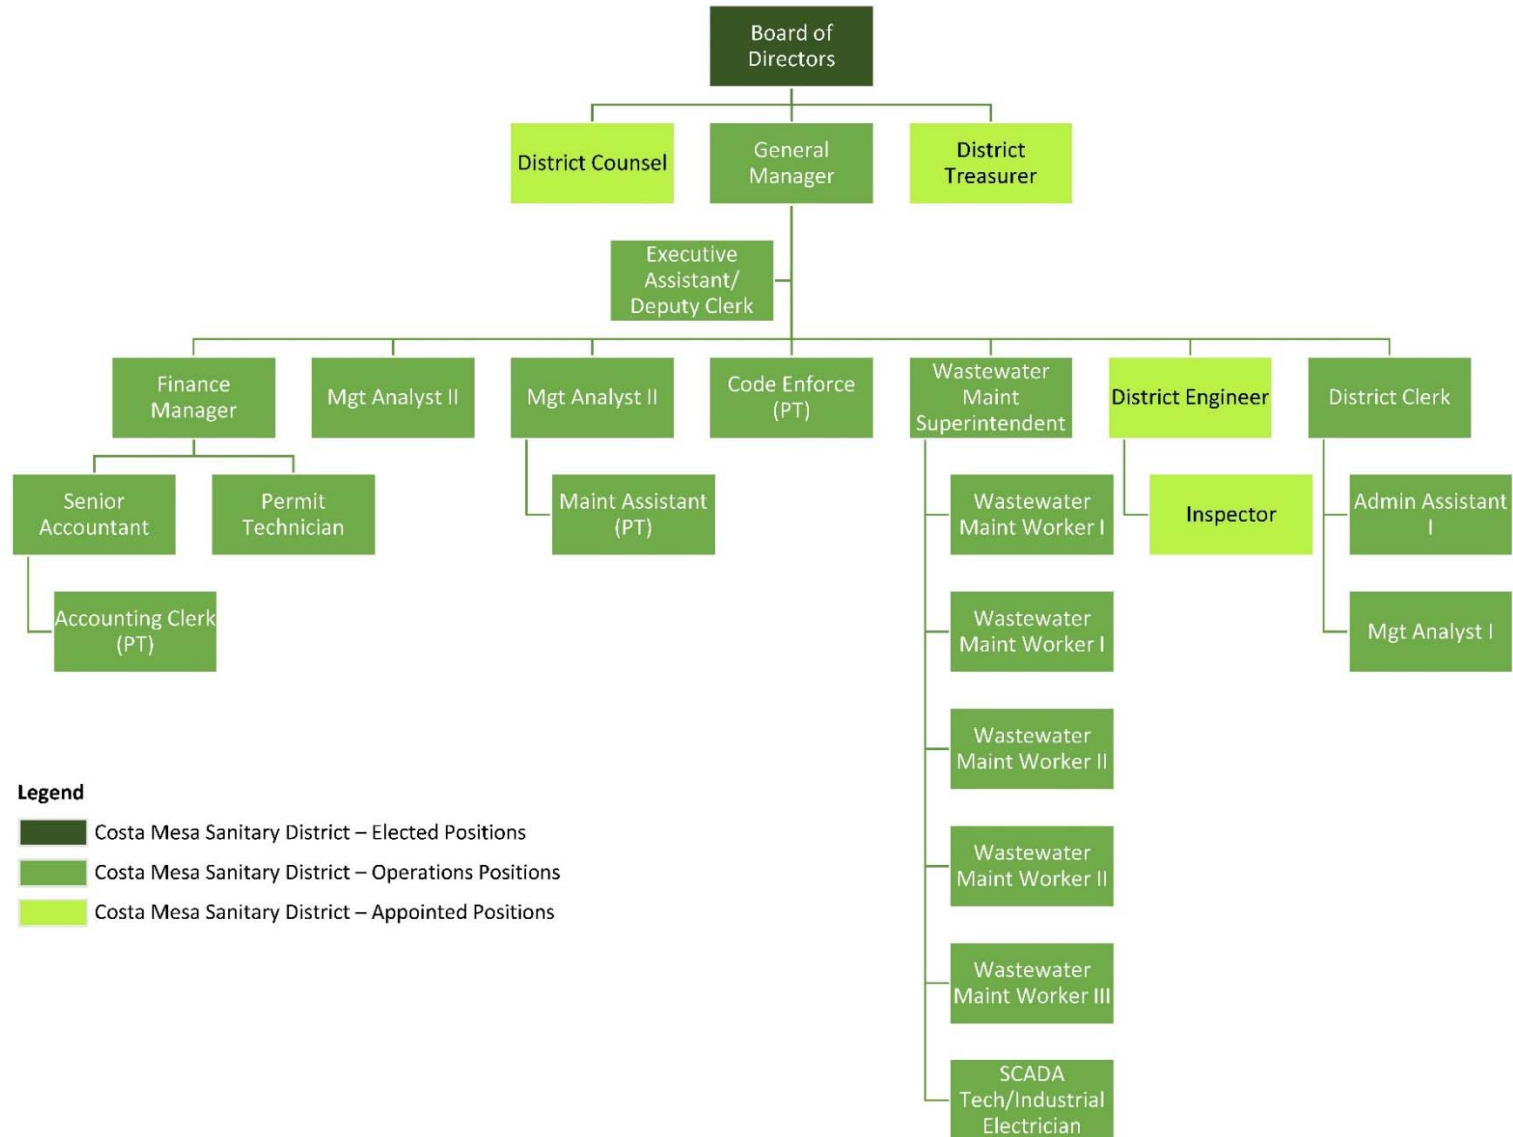 Board of
Directors
District Counsel
General
Manager
District
Treasurer
Executive
Assistant/
Deputy Clerk
Finance
Manager
Mgt Analyst II
Mgt Analyst II
Code Enforce
(PT)
Wastewater
Maint
Superintendent
District Engineer
District Clerk
Senior
Accountant
Permit
Technician
Maint Assistant
(PT)
Wastewater
Maint Worker I
Inspector
Admin Assistant
I
Accounting Clerk
(PT)
Wastewater
Maint Worker I
Mgt Analyst I
Wastewater
Maint Worker II
Wastewater
Maint Worker II
Wastewater
Maint Worker III
SCADA
Tech/Industrial
Electrician
Legend
Costa Mesa Sanitary District – Elected Positions
Costa Mesa Sanitary District – Operations Positions
Costa Mesa Sanitary District – Appointed Positions